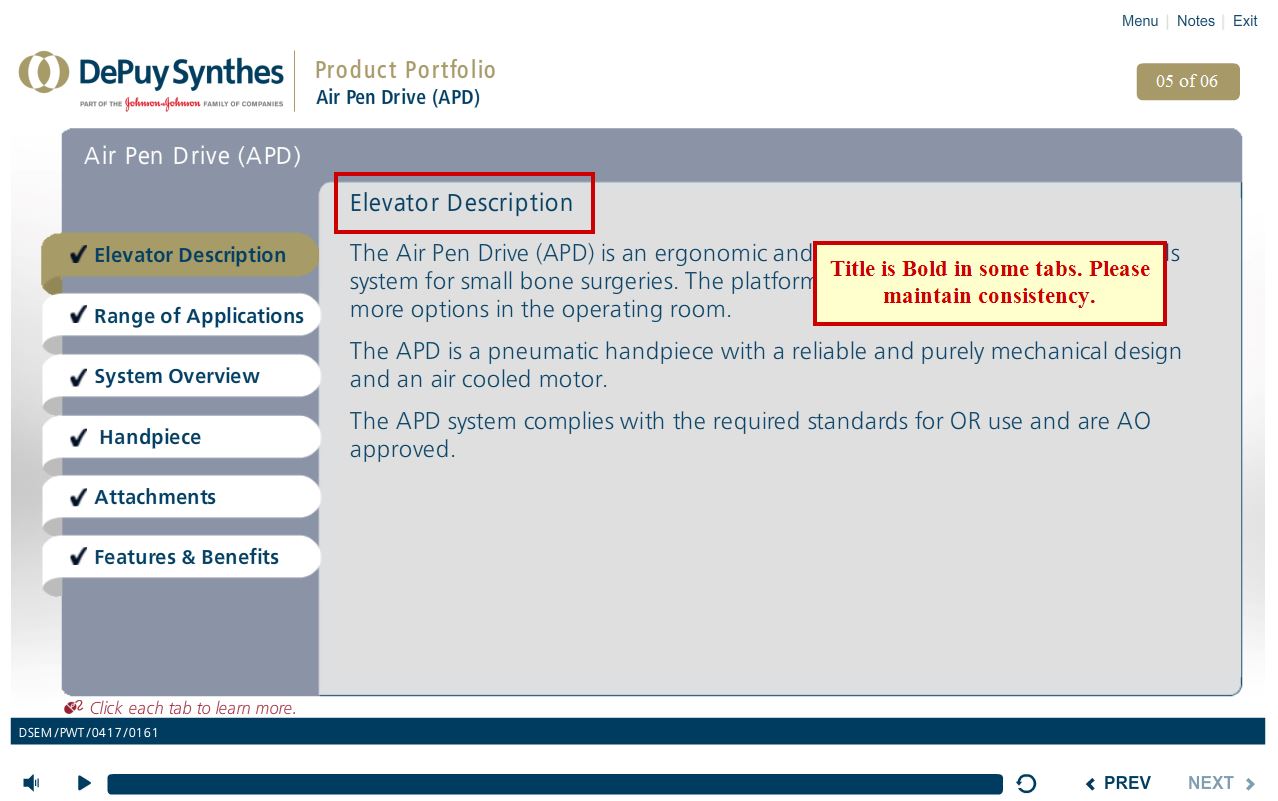 Menu | Notes | Exit
DePuy Synthes
PART OF THE Johnson & Johnson FAMILY OF COMPANIES
Product Portfolio
Air Pen Drive (APD)
05 of 06
Air Pen Drive (APD)
Elevator Description
Elevator Description
Range of Applications
System Overview
Handpiece
Attachments
Features & Benefits
The Air Pen Drive (APD) is an ergonomic and
system for small bone surgeries. The platform
more options in the operating room.
The APD is a pneumatic handpiece with a reliable and purely mechanical design
and an air cooled motor.
The APD system complies with the required standards for OR use and are AO
approved.
Title is Bold in some tabs. Please
maintain consistency.
Click each tab to learn more.
DSEM/PWT/0417/0161
PREV
NEXT